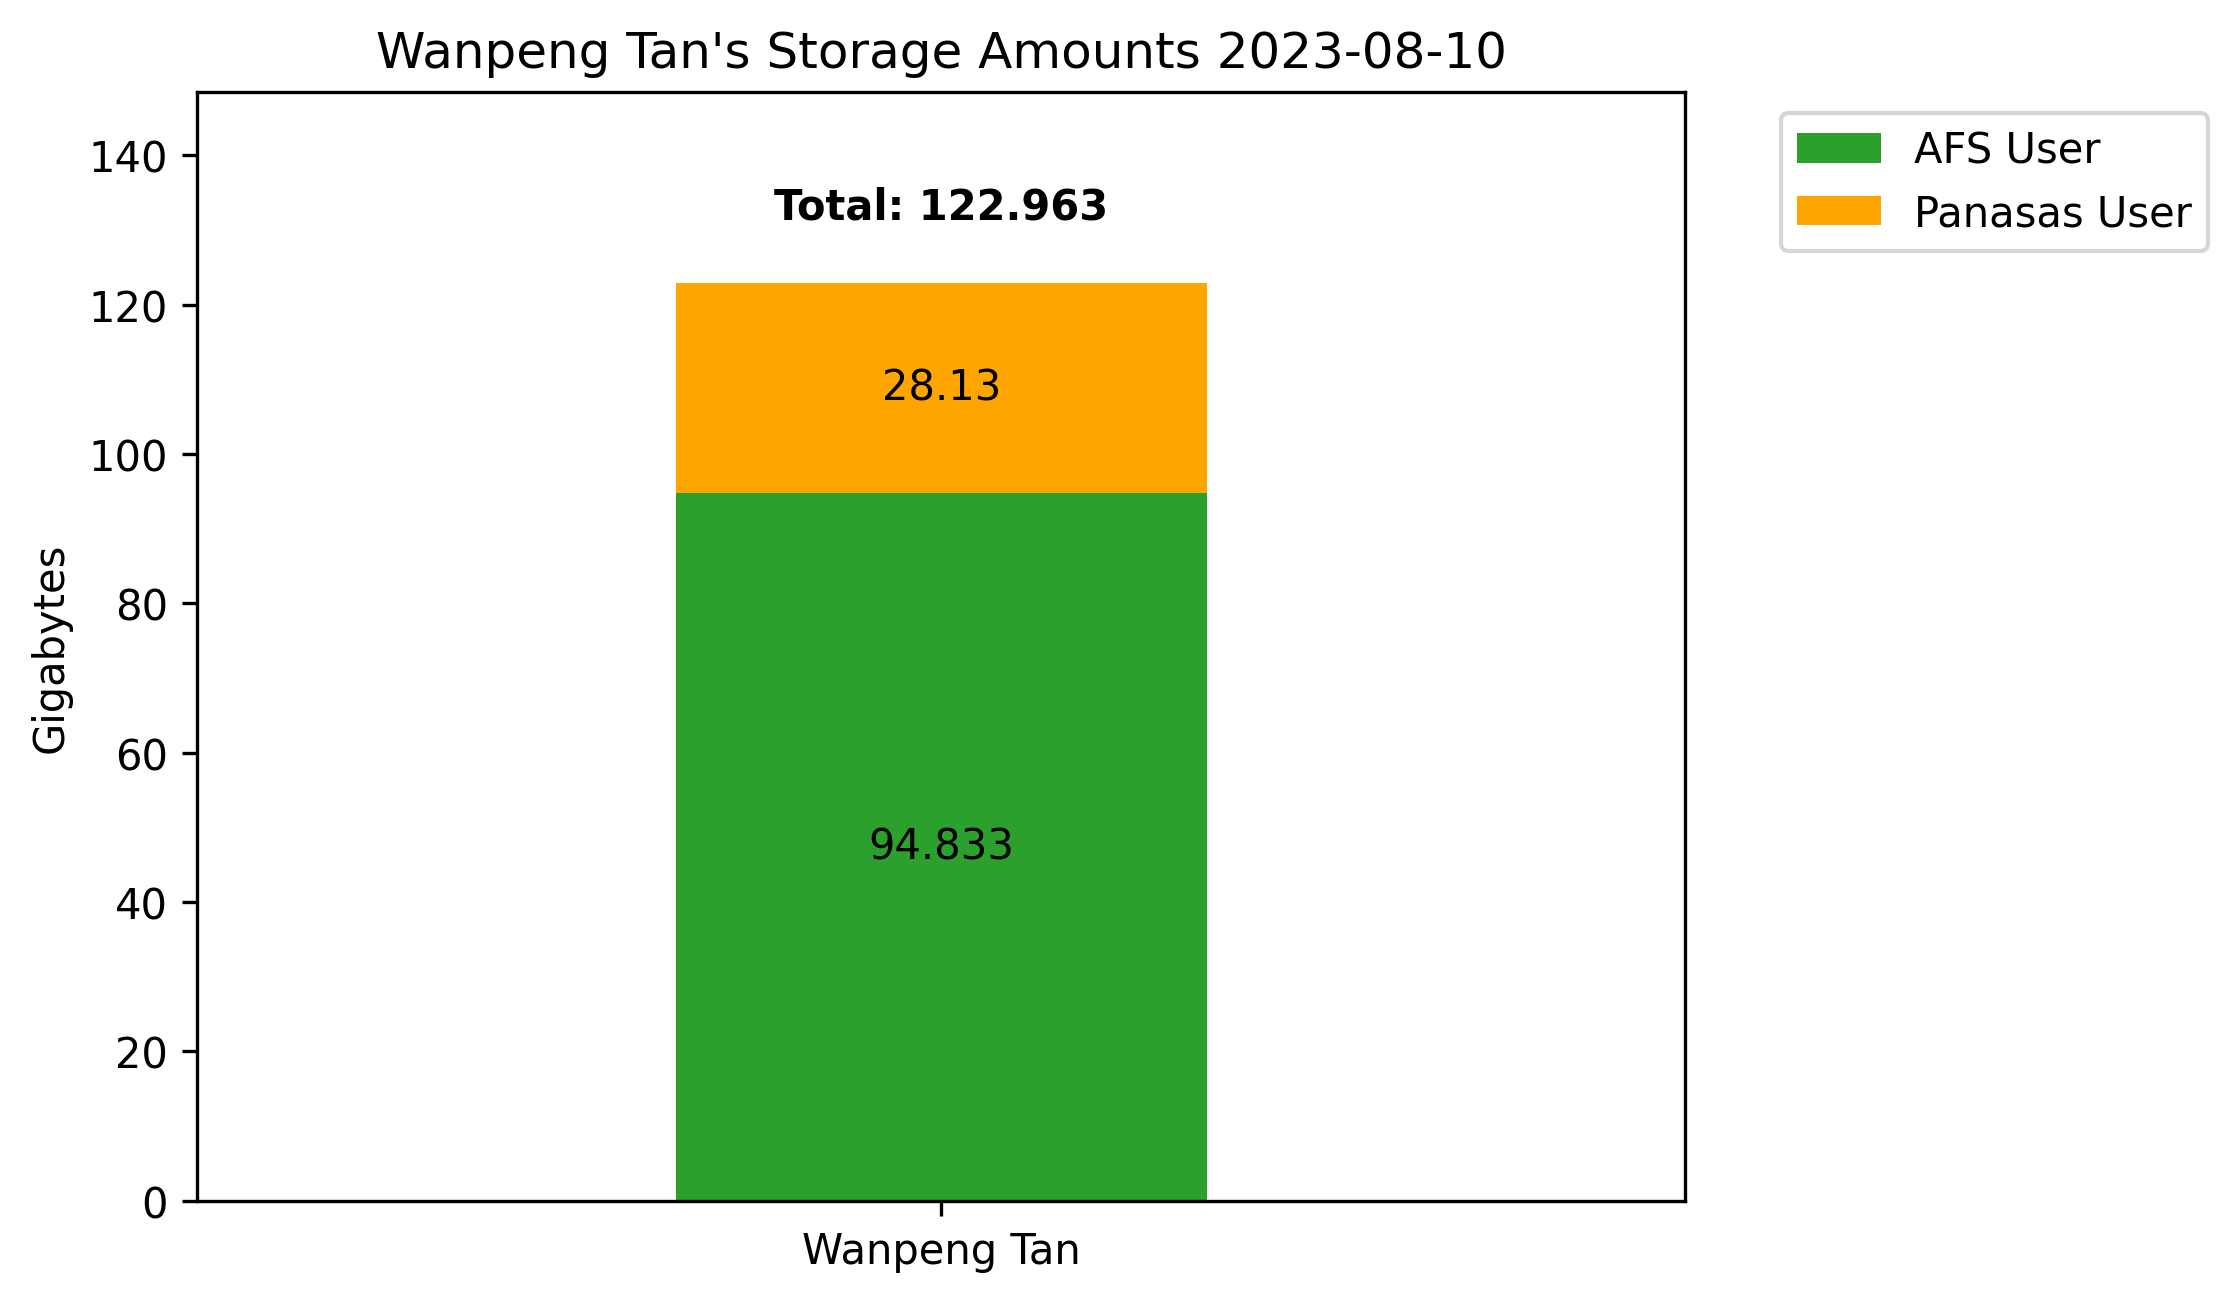 Wanpeng Tan's Storage Amounts 2023-08-10
AFS User
Panasas User
140
120
100
80
60
40
20
0
Gigabytes
Total: 122.963
28.13
94.833
Wanpeng Tan